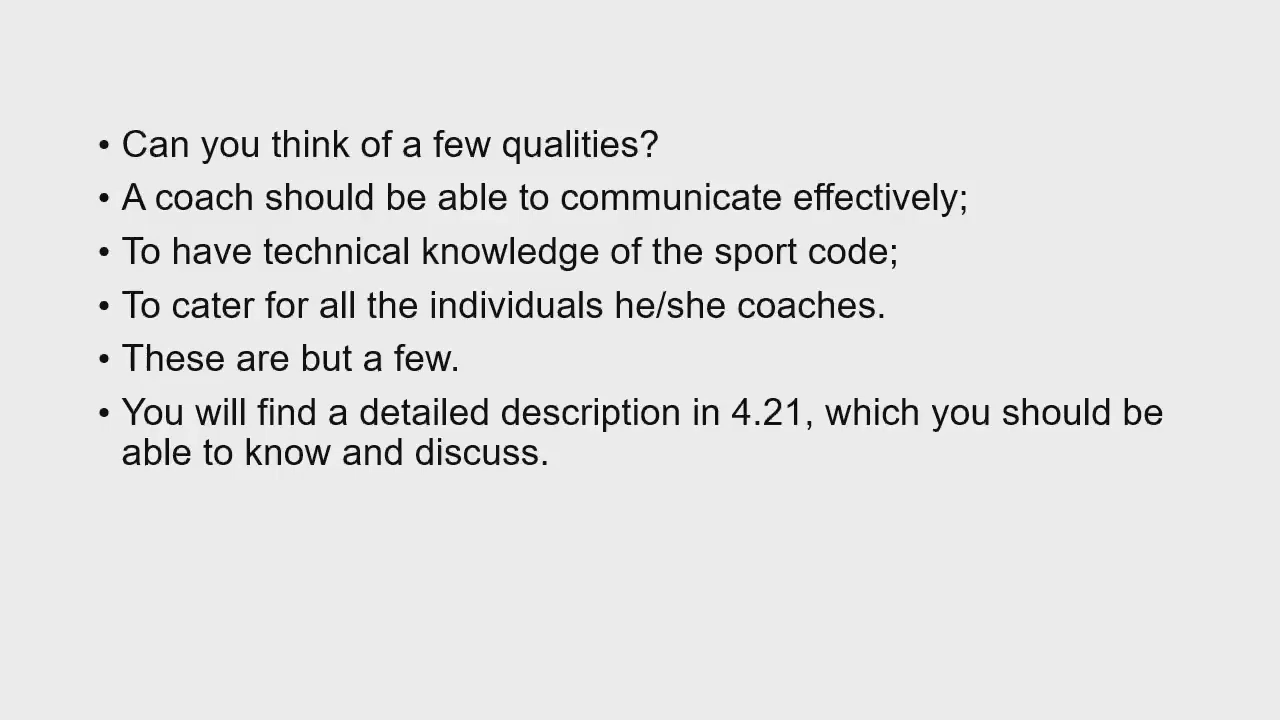 • Can you think of a few qualities?
• A coach should be able to communicate effectively;
• To have technical knowledge of the sport code;
• To cater for all the individuals he/she coaches.
• These are but a few.
• You will find a detailed description in 4.21, which you should be
able to know and discuss.